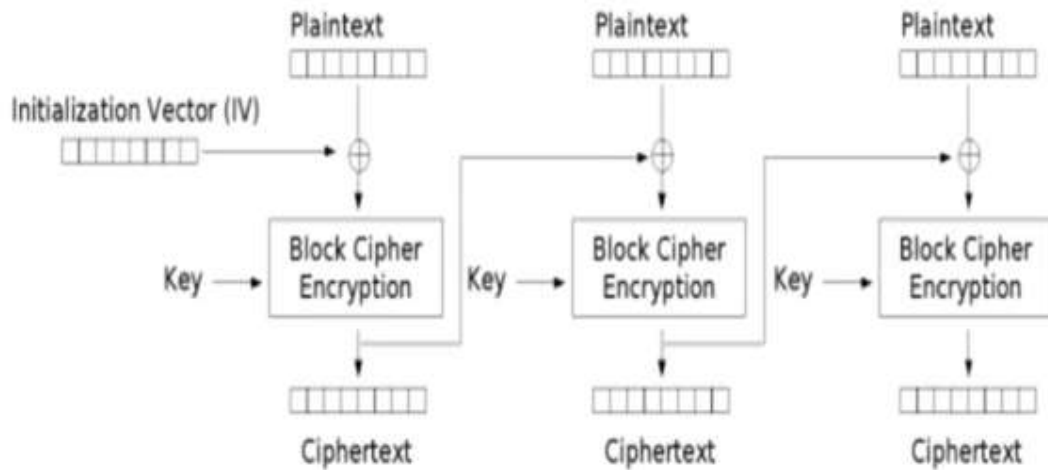 Plaintext
Plaintext
Plaintext
Initialization Vector (IV)
Key
Block Cipher
Encryption
Key
Block Cipher
Encryption
Key
Block Cipher
Encryption
Ciphertext
Ciphertext
Ciphertext